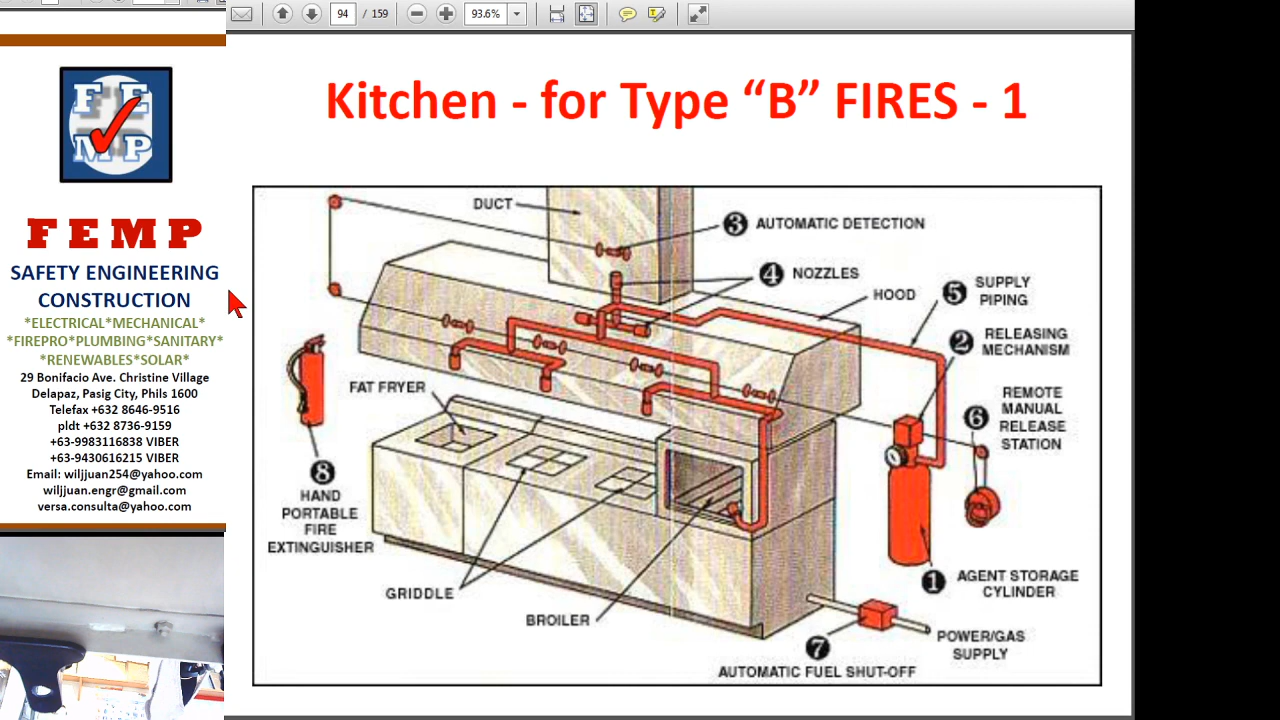 94 / 159
93.6%
F E
M P
FEMP
SAFETY ENGINEERING
CONSTRUCTION
*ELECTRICAL*MECHANICAL*
*FIREPRO*PLUMBING*SANITARY*
*RENEWABLES*SOLAR*
29 Bonifacio Ave. Christine Village
Delapaz, Pasig City, Phils 1600
Telefax +632 8646-9516
pldt +632 8736-9159
+63-9983116838 VIBER
+63-9430616215 VIBER
Email: wiljjuan254@yahoo.com
wiljjuan.engr@gmail.com
versa.consulta@yahoo.com
Kitchen - for Type “B” FIRES - 1
DUCT
3 AUTOMATIC DETECTION
4 NOZZLES
HOOD
5 SUPPLY
PIPING
2 RELEASING
MECHANISM
FAT FRYER
6 REMOTE
MANUAL
RELEASE
STATION
8
HAND
PORTABLE
FIRE
EXTINGUISHER
GRIDDLE
BROILER
1 AGENT STORAGE
CYLINDER
7
AUTOMATIC FUEL SHUT-OFF
POWER/GAS
SUPPLY